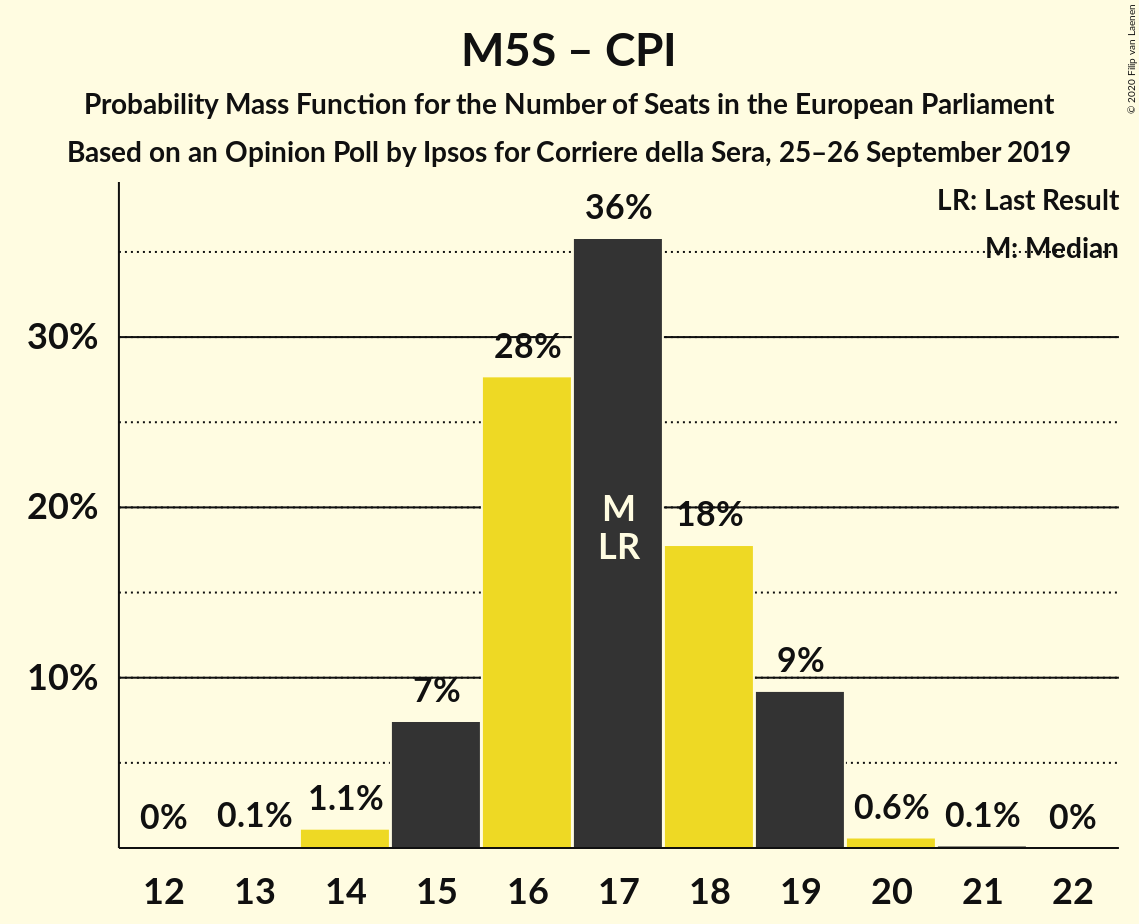 M5S – CPI
Probability Mass Function for the Number of Seats in the European Parliament
Based on an Opinion Poll by Ipsos for Corriere della Sera, 25–26 September 2019
© 2020 Filip van Laenen
LR: Last Result
M: Median
30%
20%
10%
0%
0.1%
1.1%
7%
28%
36%
M
LR
18%
9%
0.6%
0.1%
0%
12 13 14 15 16 17 18 19 20 21 22